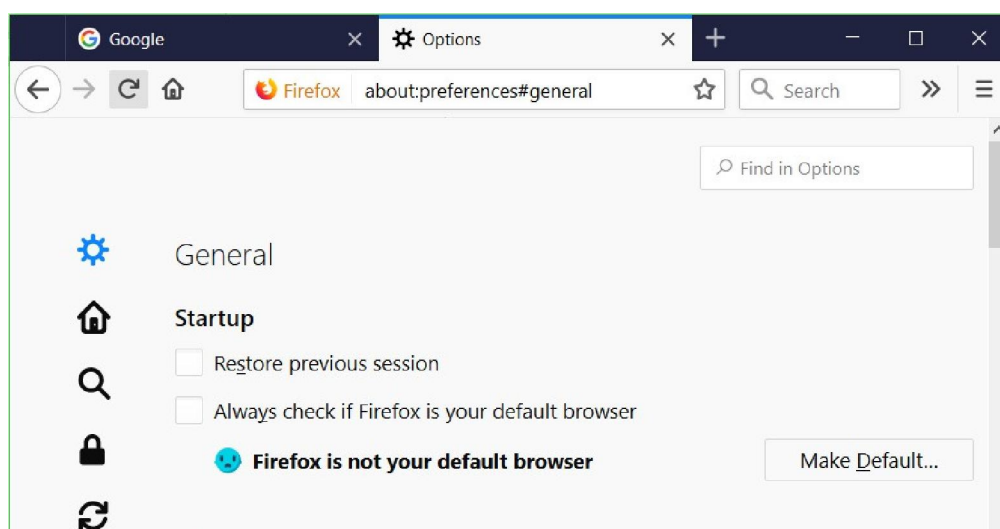 Google
Options
Firefox about:preferences#general
Search
Find in Options
General
Startup
Restore previous session
Always check if Firefox is your default browser
Firefox is not your default browser
Make Default...